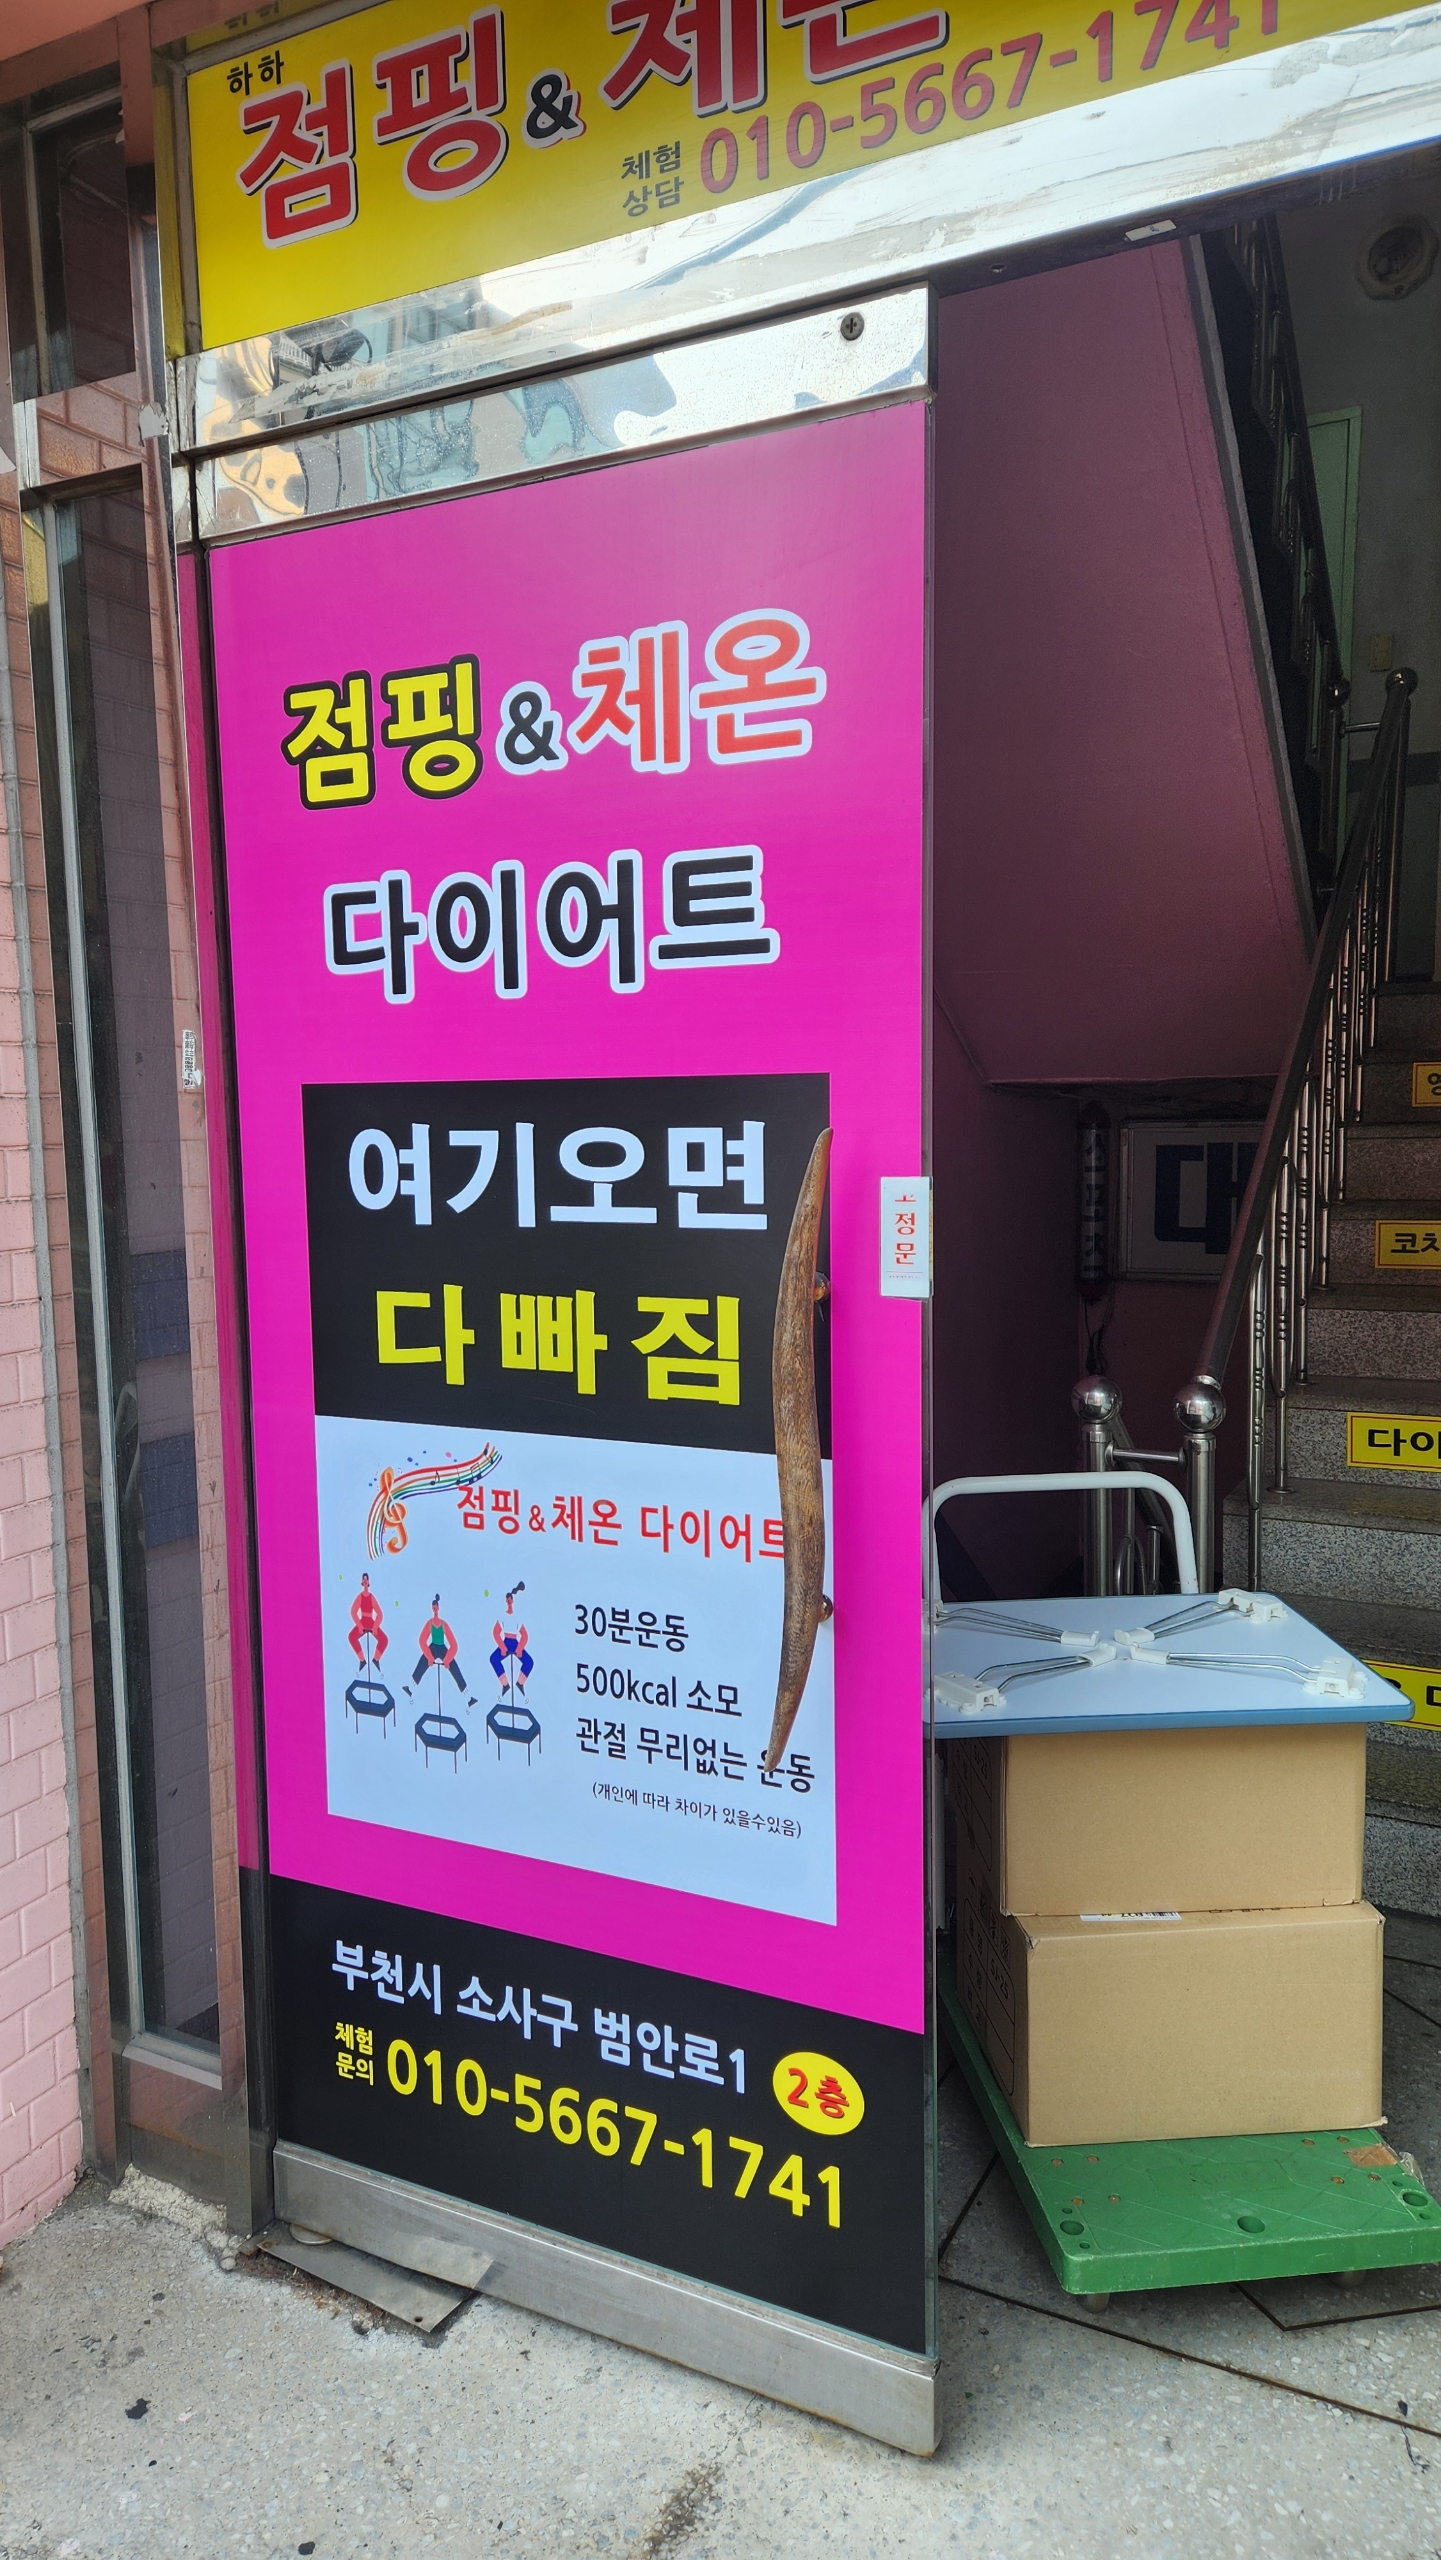 하하
점핑 & 체온
체험
상담
010-5667-1741
점핑 & 체온
다이어트
여기오면
다 빠 짐
점핑 & 체온 다이어트
30분운동
500kcal 소모
관절 무리없는 운동
(개인에 따라 차이가 있을수있음)
부천시 소사구 범안로1
2층
체험
문의
010-5667-1741
정
문
코치
다이